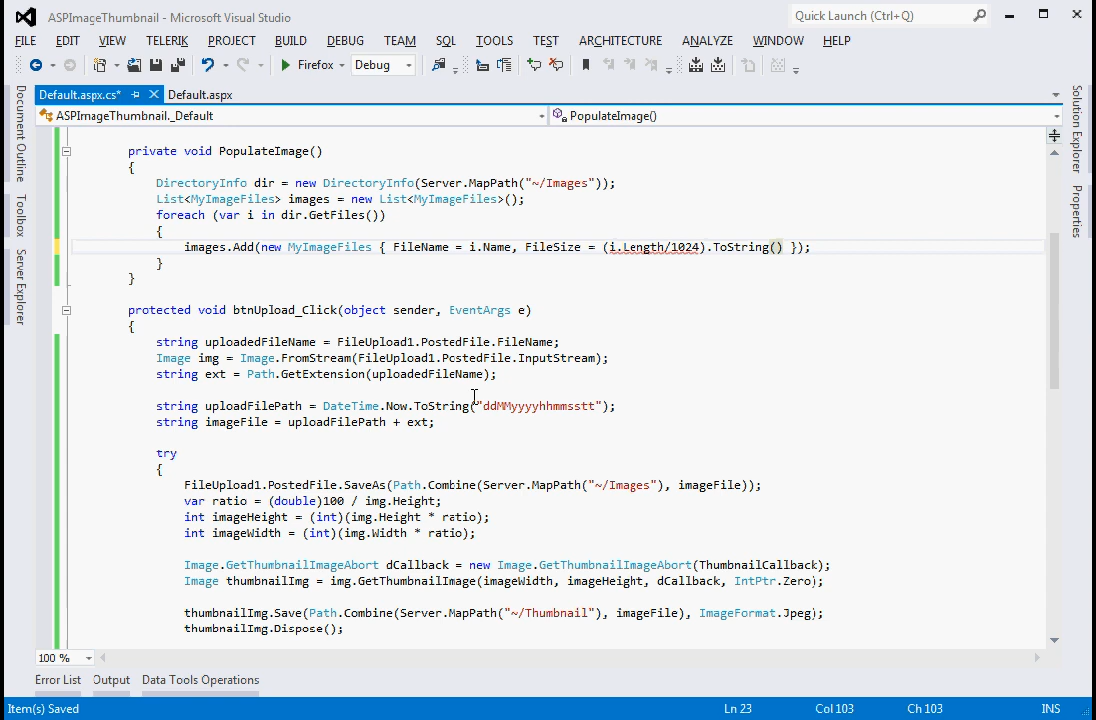 ASPImageThumbnail - Microsoft Visual Studio
Quick Launch (Ctrl+Q)
FILE EDIT VIEW TELERIK PROJECT BUILD DEBUG TEAM SQL TOOLS TEST ARCHITECTURE ANALYZE WINDOW HELP
Firefox Debug
Default.aspx.cs* Default.aspx
ASPImageThumbnail._Default PopulateImage()
Document Outline
Toolbox
Server Explorer
Solution Explorer
Properties
private void PopulateImage()
{
DirectoryInfo dir = new DirectoryInfo(Server.MapPath("~/Images"));
List<MyImageFiles> images = new List<MyImageFiles>();
foreach (var i in dir.GetFiles())
{
images.Add(new MyImageFiles { FileName = i.Name, FileSize = (i.Length/1024).ToString() });
}
}
protected void btnUpload_Click(object sender, EventArgs e)
{
string uploadedFileName = FileUpload1.PostedFile.FileName;
Image img = Image.FromStream(FileUpload1.PostedFile.InputStream);
string ext = Path.GetExtension(uploadedFileName);
string uploadFilePath = DateTime.Now.ToString("ddMMyyyyhhmmsstt");
string imageFile = uploadFilePath + ext;
try
{
FileUpload1.PostedFile.SaveAs(Path.Combine(Server.MapPath("~/Images"), imageFile));
var ratio = (double)100 / img.Height;
int imageHeight = (int)(img.Height * ratio);
int imageWidth = (int)(img.Width * ratio);
Image.GetThumbnailImageAbort dCallback = new Image.GetThumbnailImageAbort(ThumbnailCallback);
Image thumbnailImg = img.GetThumbnailImage(imageWidth, imageHeight, dCallback, IntPtr.Zero);
thumbnailImg.Save(Path.Combine(Server.MapPath("~/Thumbnail"), imageFile), ImageFormat.Jpeg);
thumbnailImg.Dispose();
100 %
Error List Output Data Tools Operations
Item(s) Saved Ln 23 Col 103 Ch 103 INS